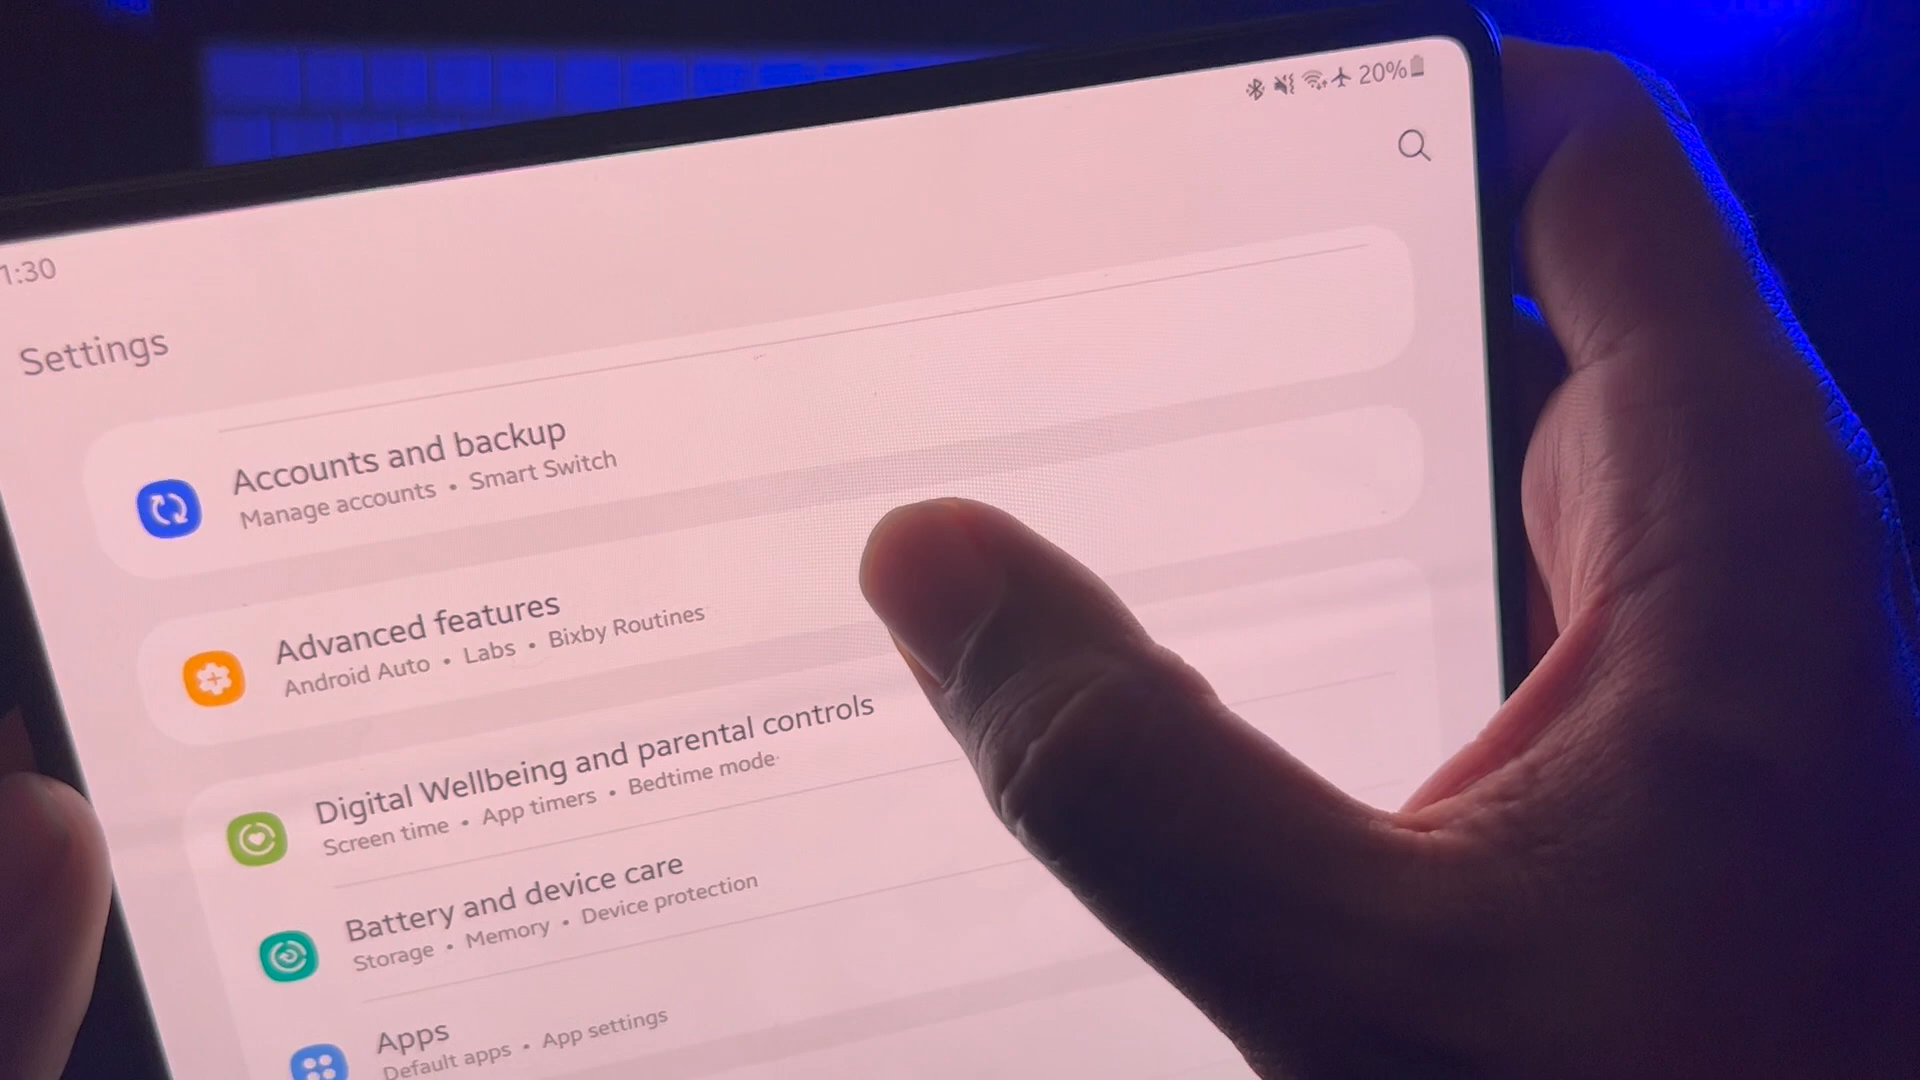 20%
1:30
Settings
Accounts and backup
Manage accounts • Smart Switch
Advanced features
Android Auto • Labs • Bixby Routines
Digital Wellbeing and parental controls
Screen time • App timers • Bedtime mode
Battery and device care
Storage • Memory • Device protection
Apps
Default apps • App settings